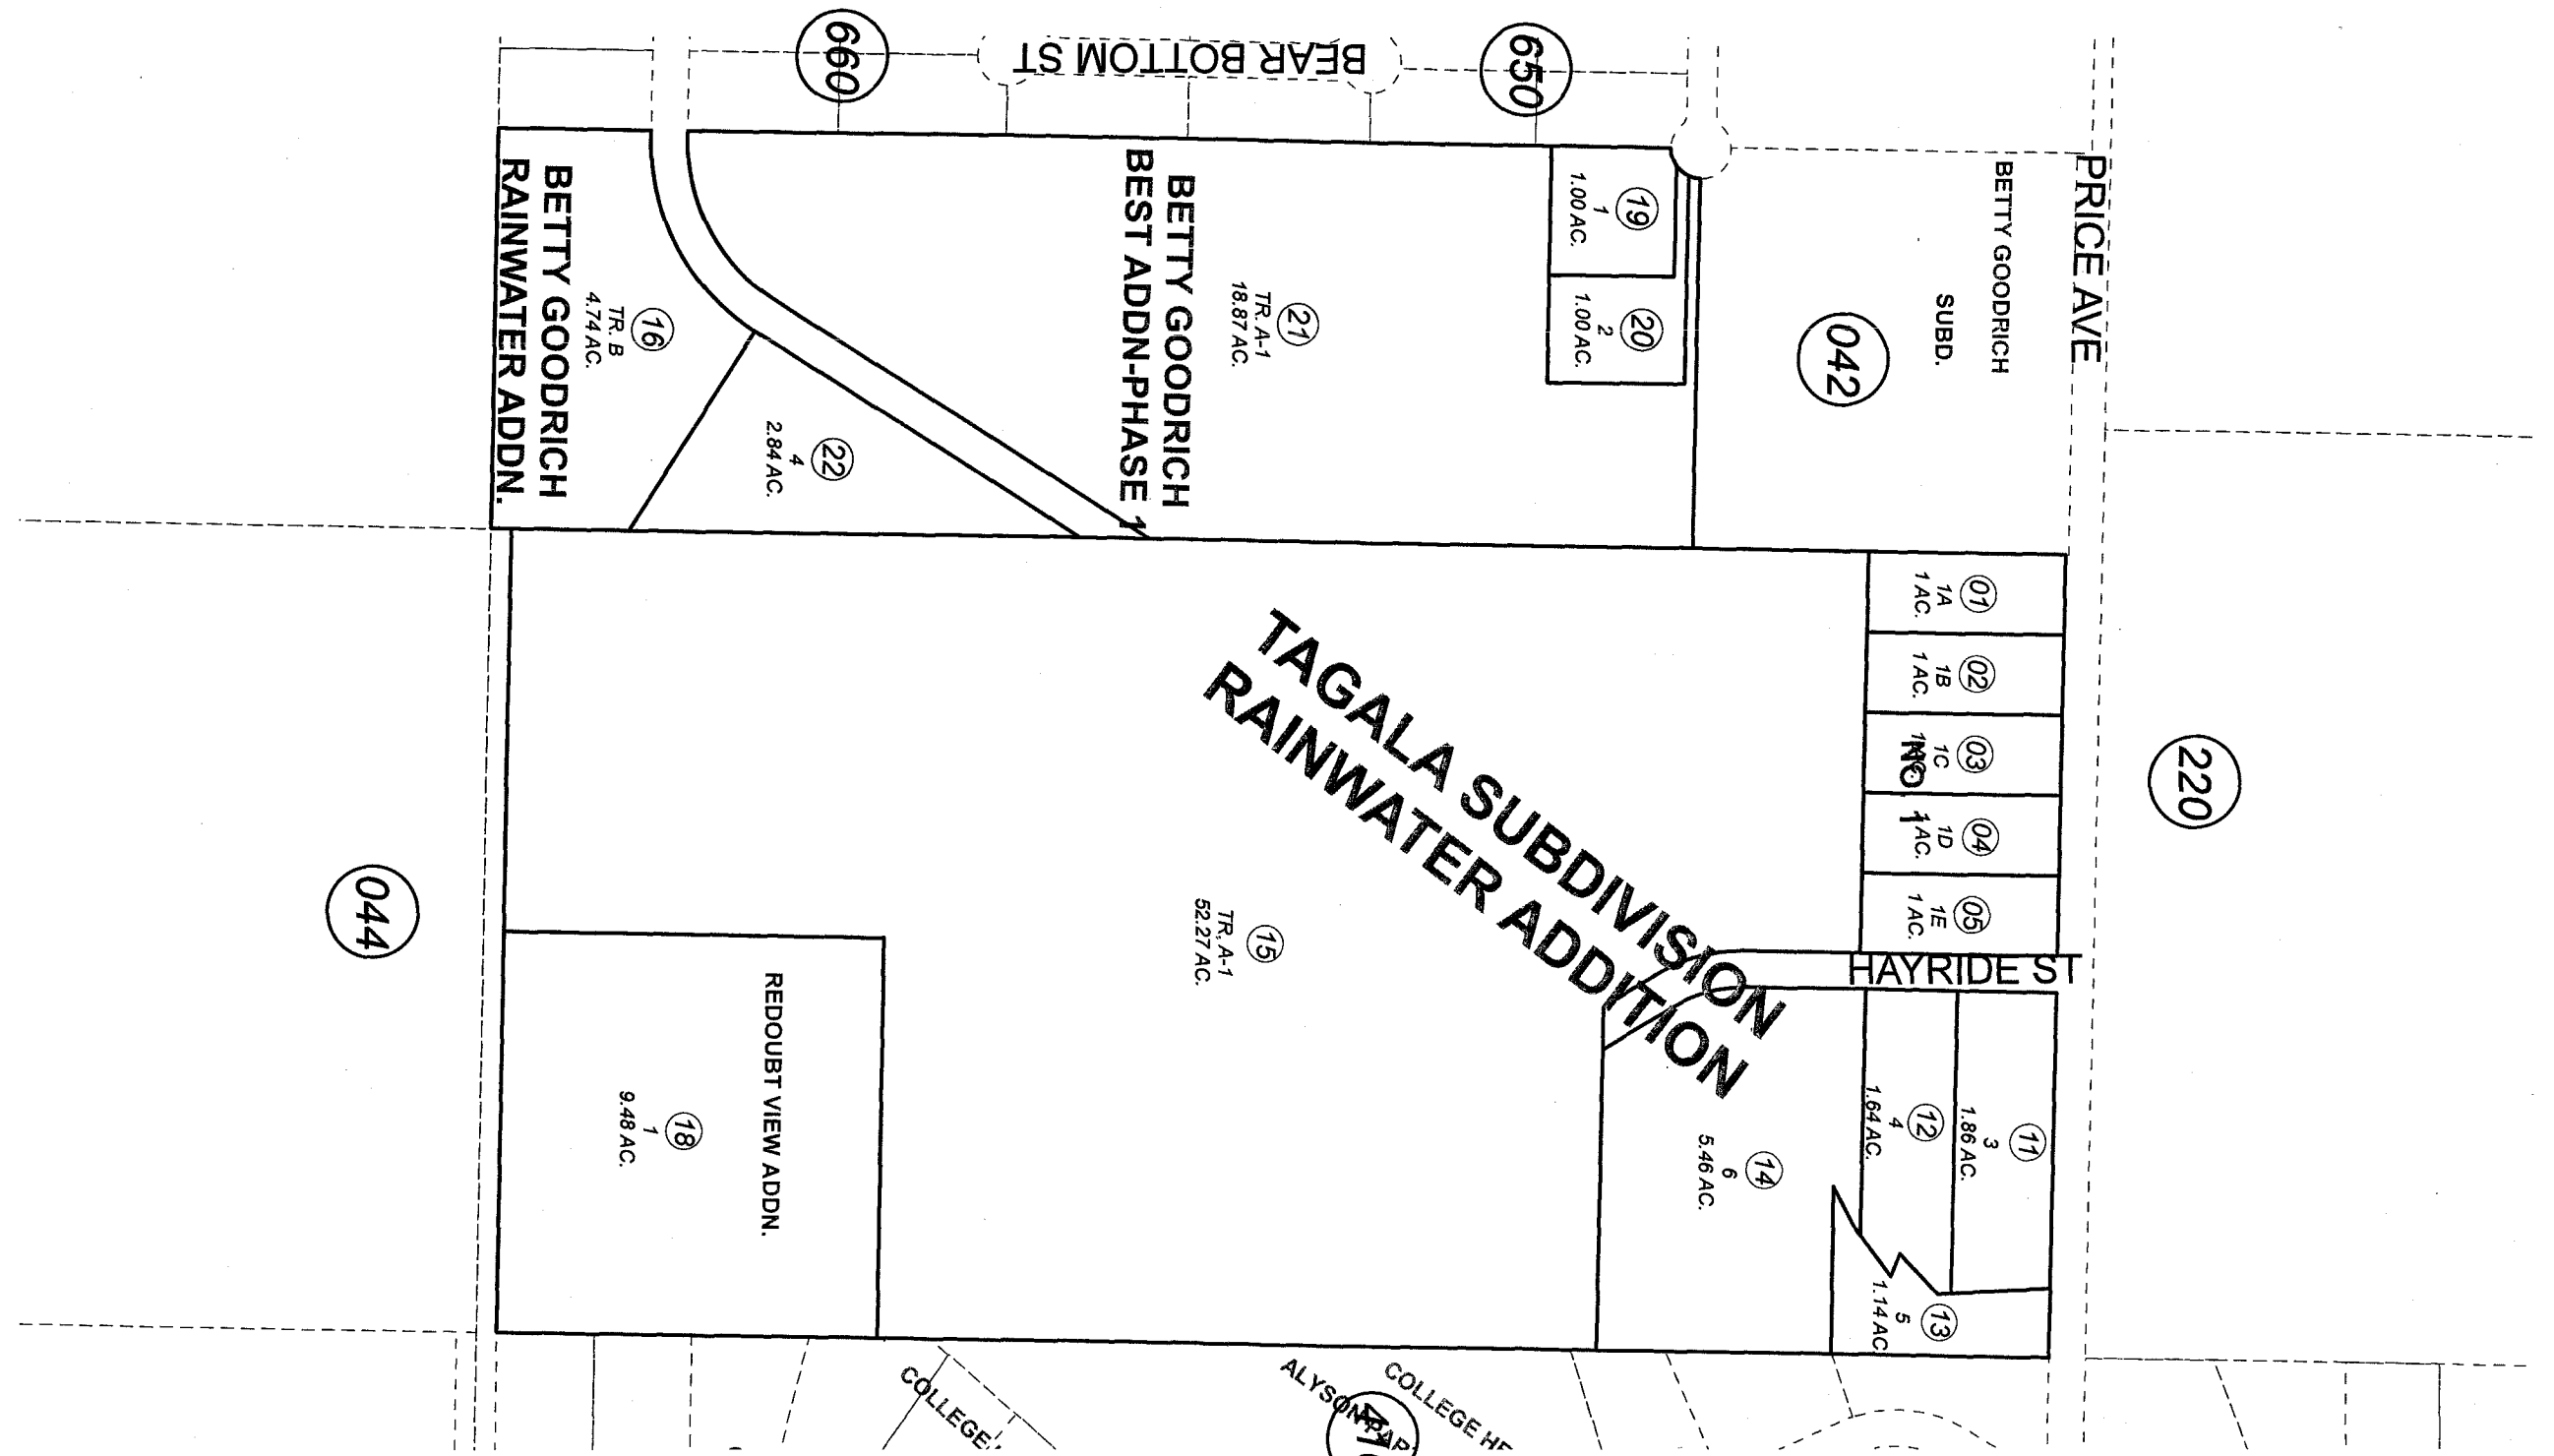 BEAR BOTTOM ST
660
650
PRICE AVE
BETTY GOODRICH
SUBD.
042
19
1
1.00 AC.
20
2
1.00 AC.
BETTY GOODRICH
BEST ADDN-PHASE 1
21
TR. A-1
18.87 AC.
BETTY GOODRICH
RAINWATER ADDN.
16
TR. B
4.74 AC.
22
4
2.84 AC.
01
1A
1 AC.
02
1B
1 AC.
03
1C
NO 1
04
1D
1 AC.
05
1E
1 AC.
220
TAGALA SUBDIVISION
RAINWATER ADDITION
HAYRIDE ST
15
TR. A-1
52.27 AC.
044
REDOUBT VIEW ADDN.
18
1
9.48 AC.
11
3
1.86 AC.
12
4
1.64 AC.
14
6
5.46 AC.
13
5
1.14 AC
COLLEGE
COLLEGE HE